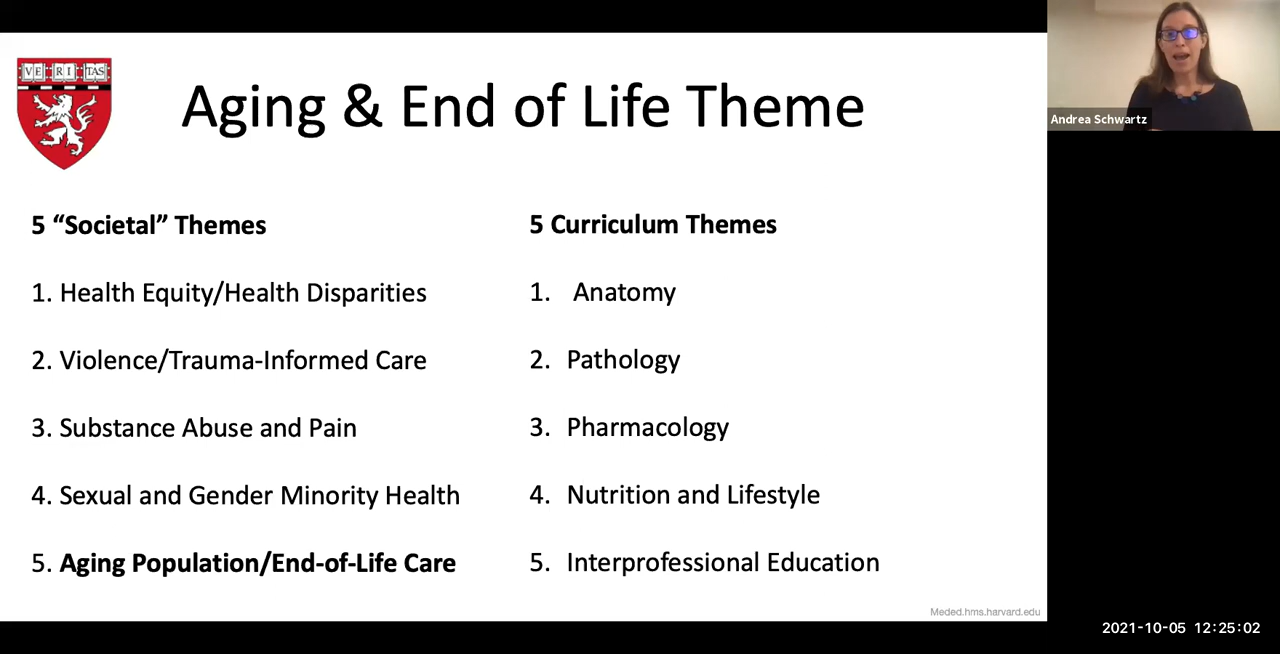 VE RI TAS
Aging & End of Life Theme
Andrea Schwartz
5 “Societal” Themes
1. Health Equity/Health Disparities
2. Violence/Trauma-Informed Care
3. Substance Abuse and Pain
4. Sexual and Gender Minority Health
5. Aging Population/End-of-Life Care
5 Curriculum Themes
1. Anatomy
2. Pathology
3. Pharmacology
4. Nutrition and Lifestyle
5. Interprofessional Education
Meded.hms.harvard.edu
2021-10-05 12:25:02